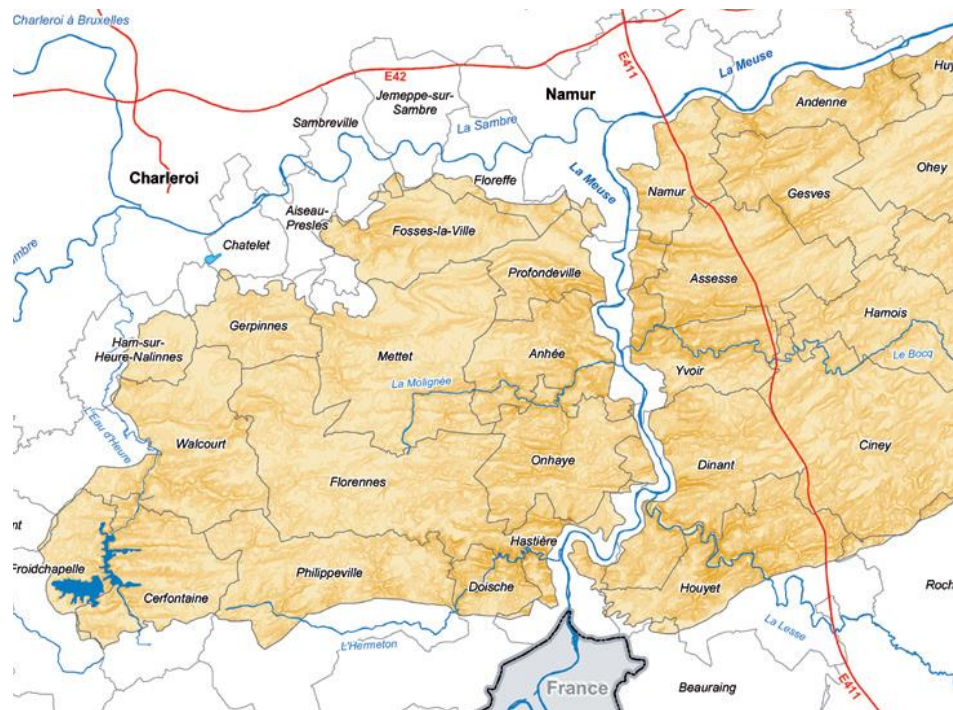 Charleroi à Bruxelles
E42
E411
La Meuse
Huy
Jemeppe-sur-
Sambre
Namur
Andenne
Sambreville
La Sambre
Charleroi
Floreffe
La Meuse
Namur
Gesves
Ohey
Aiseau-
Presles
Fosses-la-Ville
Chatelet
ambre
Profondeville
Assesse
Gerpinnes
Hamois
Ham-sur-
Heure-Nalinnes
Mettet
Anhée
Yvoir
Le Bocq
La Molignée
L'Eau d'Heure
Walcourt
Onhaye
Dinant
Ciney
Florennes
nt
Hastière
Froidchapelle
Philippeville
Doische
Houyet
Roch
Cerfontaine
La Lesse
L'Hermeton
France
Beauraing
E411